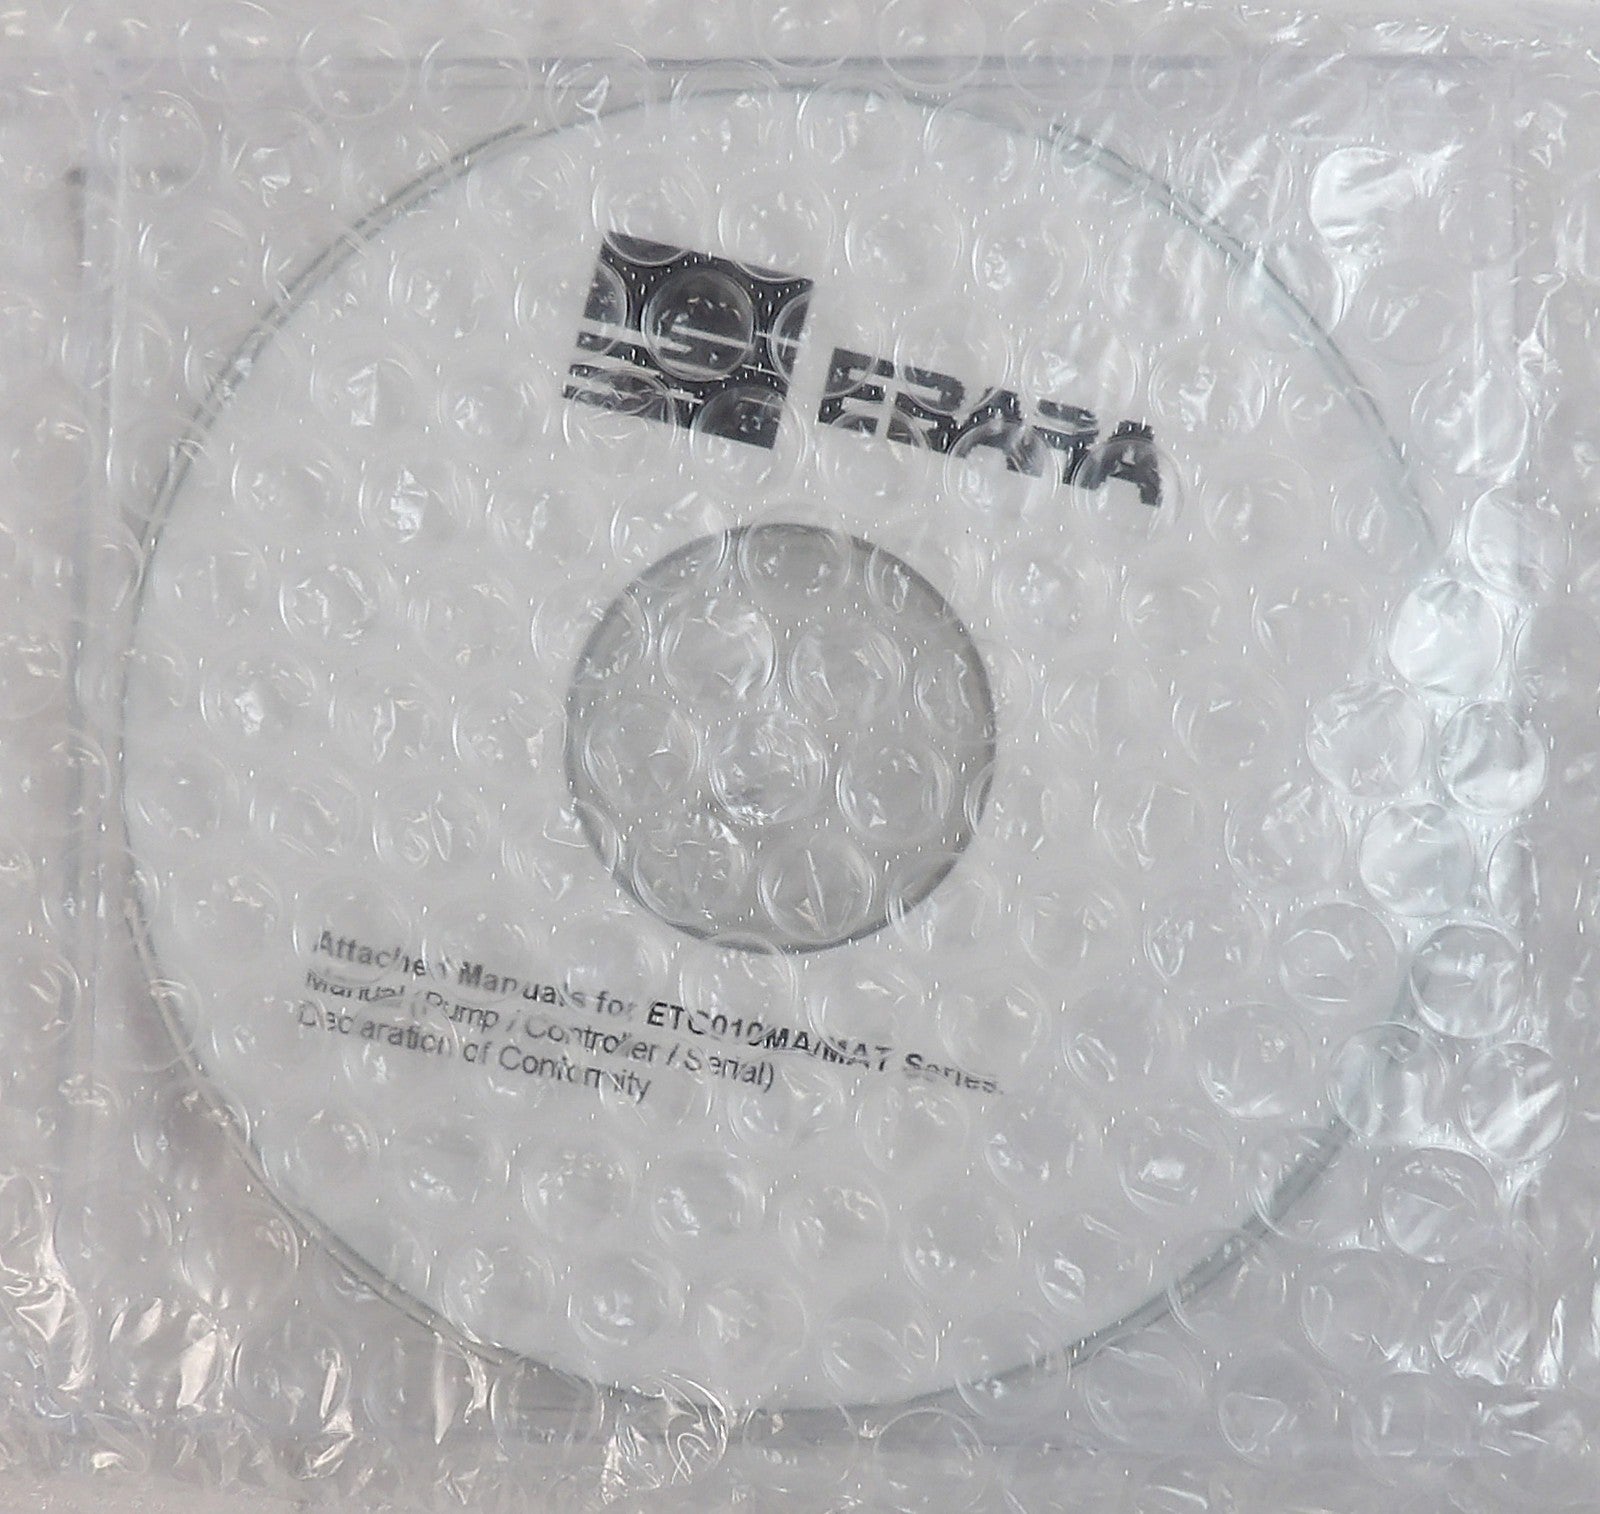 EBARA
Attached Manuals for ETC010MA/MAT Series.
Manual (Pump / Controller / Serial)
Declaration of Conformity